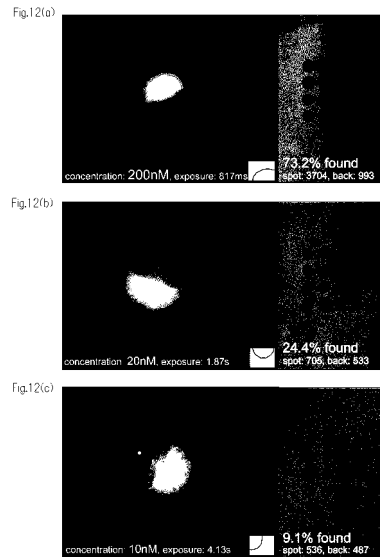 Fig.12(a)
concentration: 200nM, exposure: 817ms
73.2% found
spot: 3704, back: 993
Fig.12(b)
concentration: 20nM, exposure: 1.87s
24.4% found
spot: 705, back: 533
Fig.12(c)
concentration: 10nM, exposure: 4.13s
9.1% found
spot: 536, back: 487